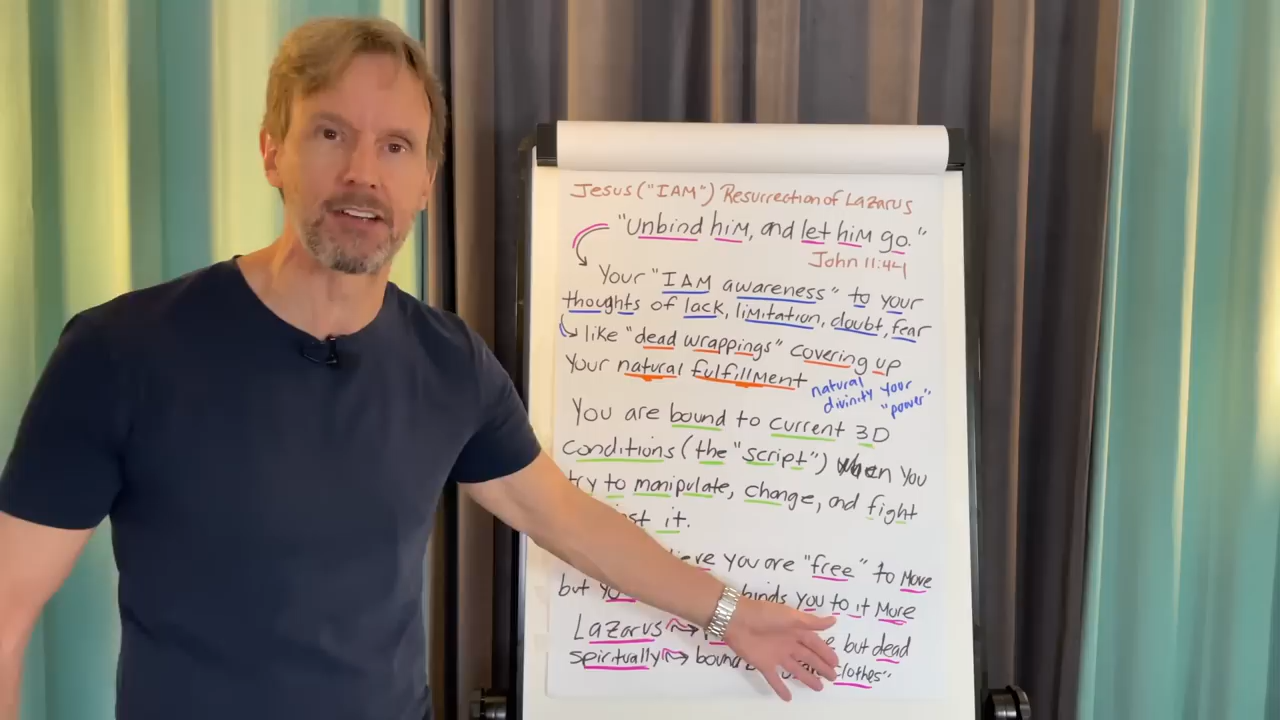 Jesus ("I AM") Resurrection of Lazarus
"Unbind him, and let him go."
John 11:44
Your "I AM awareness" to your
thoughts of lack, limitation, doubt, fear
like "dead wrappings" covering up
Your natural fulfillment
natural
divinity your
"power"
You are bound to current 3D
conditions (the "script") when you
try to manipulate, change, and fight
it.
you are "free" to move
but binds you to it more
Lazarus but dead
spiritually clothes"